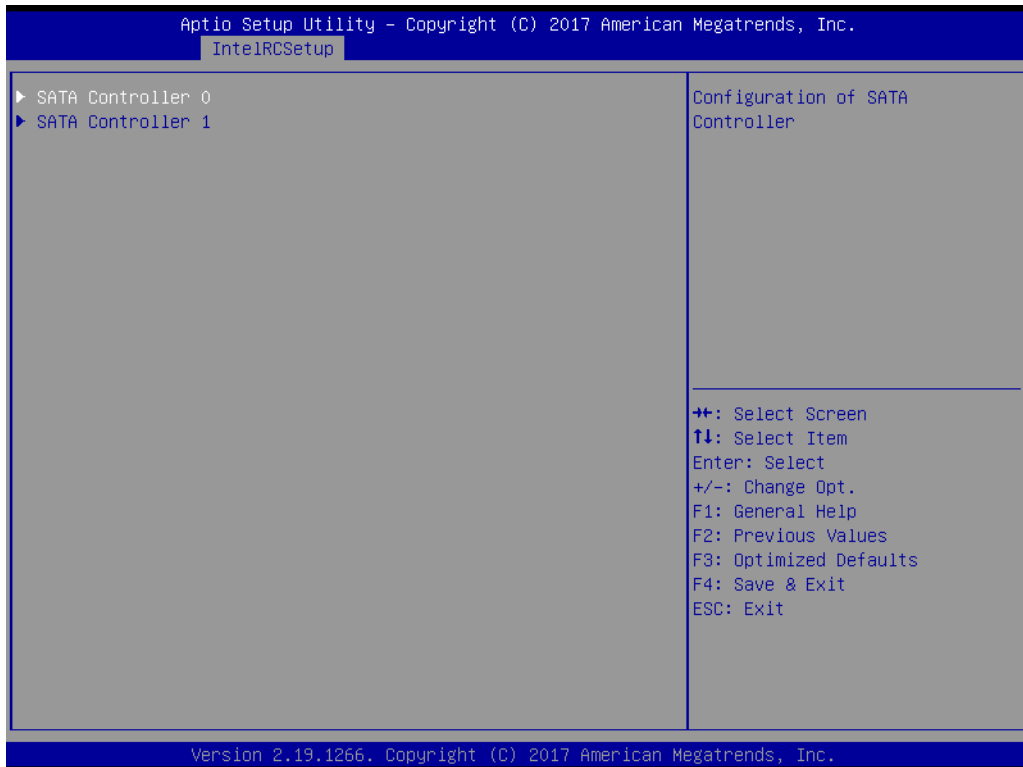 Aptio Setup Utility – Copyright (C) 2017 American Megatrends, Inc.
IntelRCSetup
SATA Controller 0
SATA Controller 1
Configuration of SATA
Controller
→←: Select Screen
↑↓: Select Item
Enter: Select
+/-: Change Opt.
F1: General Help
F2: Previous Values
F3: Optimized Defaults
F4: Save & Exit
ESC: Exit
Version 2.19.1266. Copyright (C) 2017 American Megatrends, Inc.